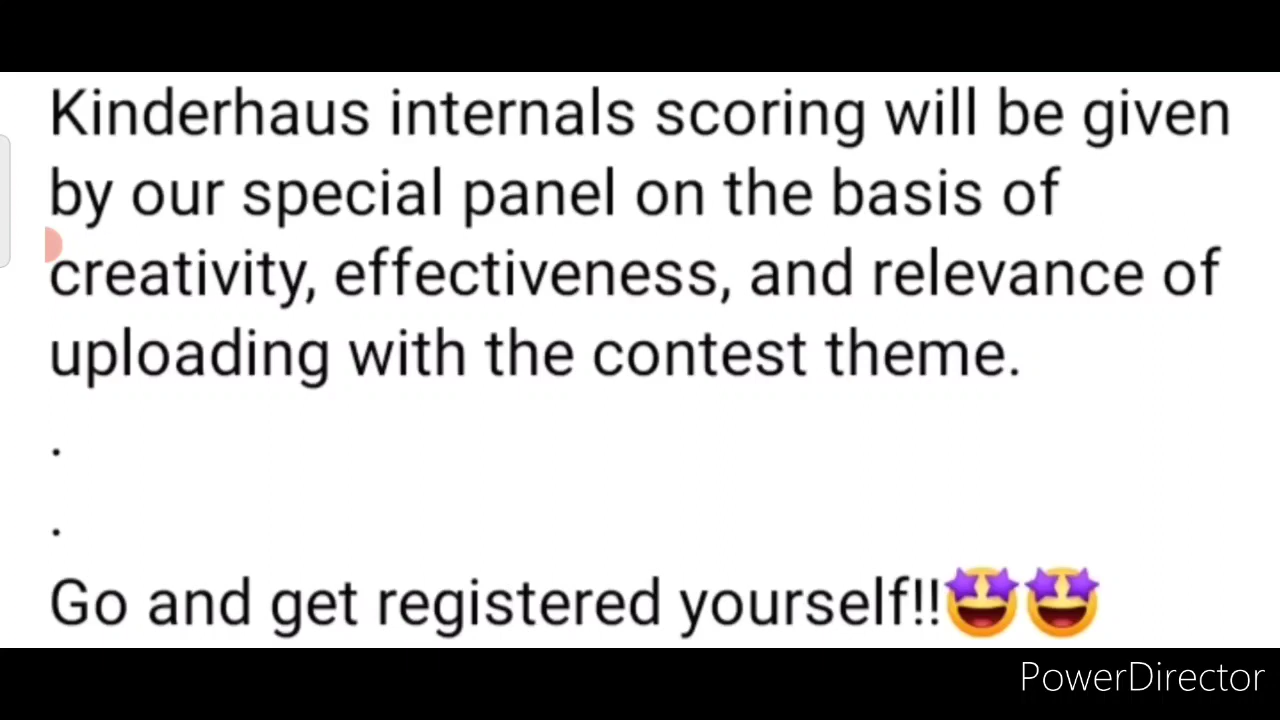 Kinderhaus internals scoring will be given
by our special panel on the basis of
creativity, effectiveness, and relevance of
uploading with the contest theme.
.
.
Go and get registered yourself!!🤩🤩
PowerDirector